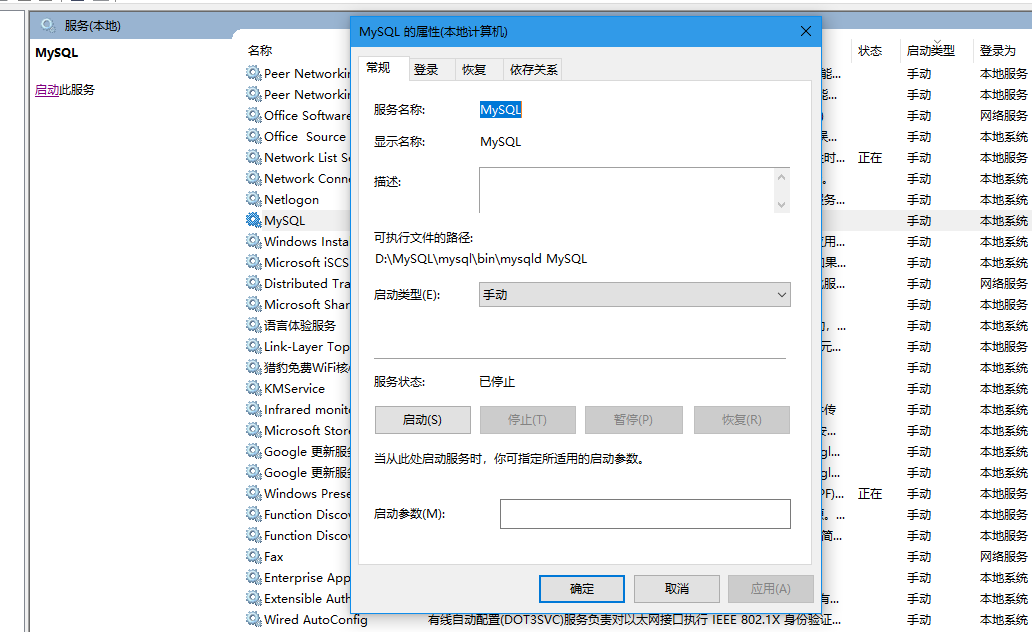 服务(本地)
MySQL
启动此服务
名称 状态 启动类型 登录为
Peer Networkin 手动 本地服务
Peer Networkin 手动 本地服务
Office Software 手动 网络服务
Office Source 手动 本地系统
Network List Se 正在 手动 本地服务
Network Conne 手动 本地系统
Netlogon 手动 本地系统
MySQL 手动 本地系统
Windows Insta 手动 本地系统
Microsoft iSCS 手动 本地系统
Distributed Tra 手动 网络服务
Microsoft Shar 手动 本地服务
语言体验服务 手动 本地系统
Link-Layer Top 手动 本地服务
猎豹免费WiFi核 手动 本地系统
KMService 手动 本地系统
Infrared monito 手动 本地系统
Microsoft Store 手动 本地系统
Google 更新服 手动 本地系统
Google 更新服 手动 本地系统
Windows Prese 正在 手动 本地服务
Function Discov 手动 本地服务
Function Discov 手动 本地服务
Fax 手动 网络服务
Enterprise App 手动 本地系统
Extensible Auth 手动 本地系统
Wired AutoConfig 有线自动配置(DOT3SVC)服务负责对以太网接口执行 IEEE 802.1X 身份验证... 手动 本地系统
MySQL 的属性(本地计算机)
常规 登录 恢复 依存关系
服务名称: MySQL
显示名称: MySQL
描述:
可执行文件的路径:
D:\MySQL\mysql\bin\mysqld MySQL
启动类型(E): 手动
服务状态: 已停止
启动(S) 停止(T) 暂停(P) 恢复(R)
当从此处启动服务时，你可指定所适用的启动参数。
启动参数(M):
确定 取消 应用(A)